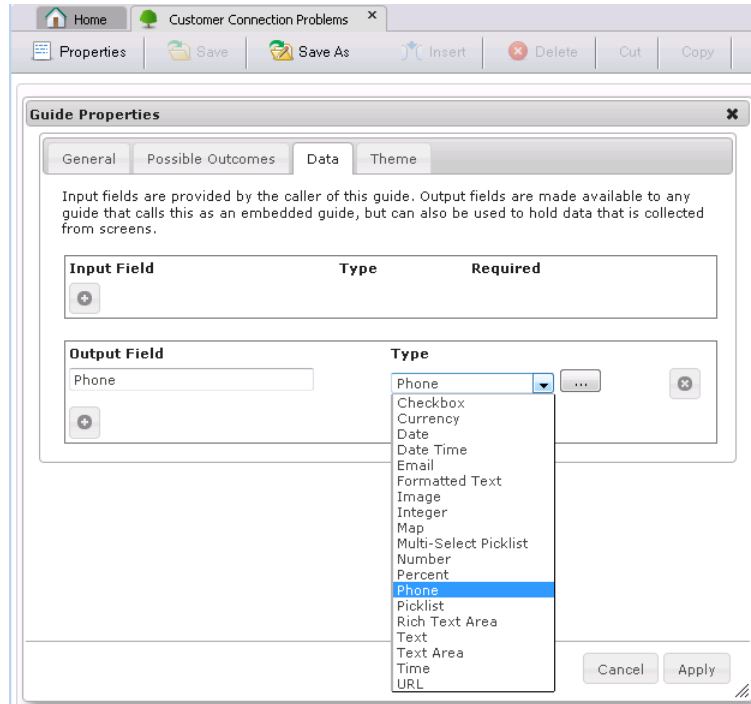 Home Customer Connection Problems x
Properties Save Save As Insert Delete Cut Copy
Guide Properties
General Possible Outcomes Data Theme
Input fields are provided by the caller of this guide. Output fields are made available to any
guide that calls this as an embedded guide, but can also be used to hold data that is collected
from screens.
Input Field Type Required
Output Field Type
Phone Phone ...
Checkbox
Currency
Date
Date Time
Email
Formatted Text
Image
Integer
Map
Multi-Select Picklist
Number
Percent
Phone
Picklist
Rich Text Area
Text
Text Area
Time
URL
Cancel Apply